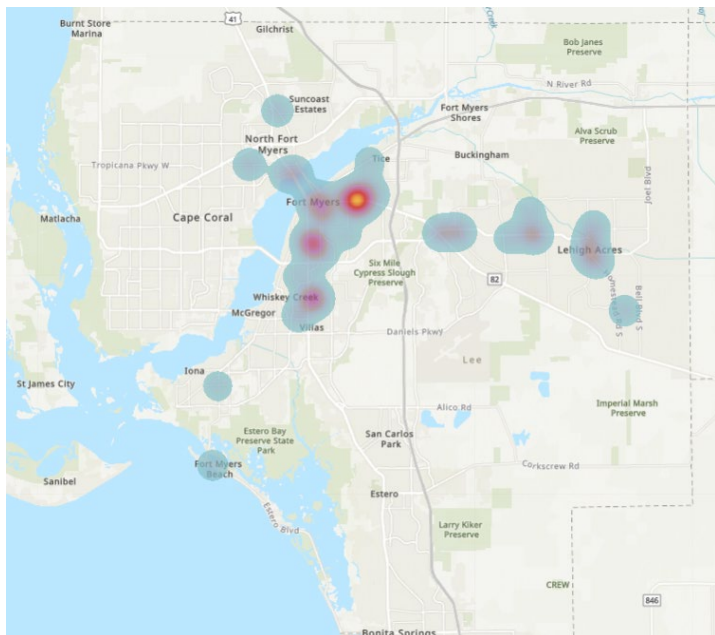 41
Burnt Store
Marina
Gilchrist
Bob Janes
Preserve
N River Rd
Suncoast
Estates
Fort Myers
Shores
North Fort
Myers
Alva Scrub
Preserve
Tice
Buckingham
Tropicana Pkwy W
Joel Blvd
Matlacha
Cape Coral
Fort Myers
Lehigh Acres
Six Mile
Cypress Slough
Preserve
82
Whiskey Creek
McGregor
Villas
Bell Blvd S
Daniels Pkwy
Lee
Iona
St James City
Alico Rd
Imperial Marsh
Preserve
Estero Bay
Preserve State
Park
San Carlos
Park
Fort Myers
Beach
Corkscrew Rd
Sanibel
Estero
Estero Blvd
Larry Kiker
Preserve
CREW
846
Bonita Springs